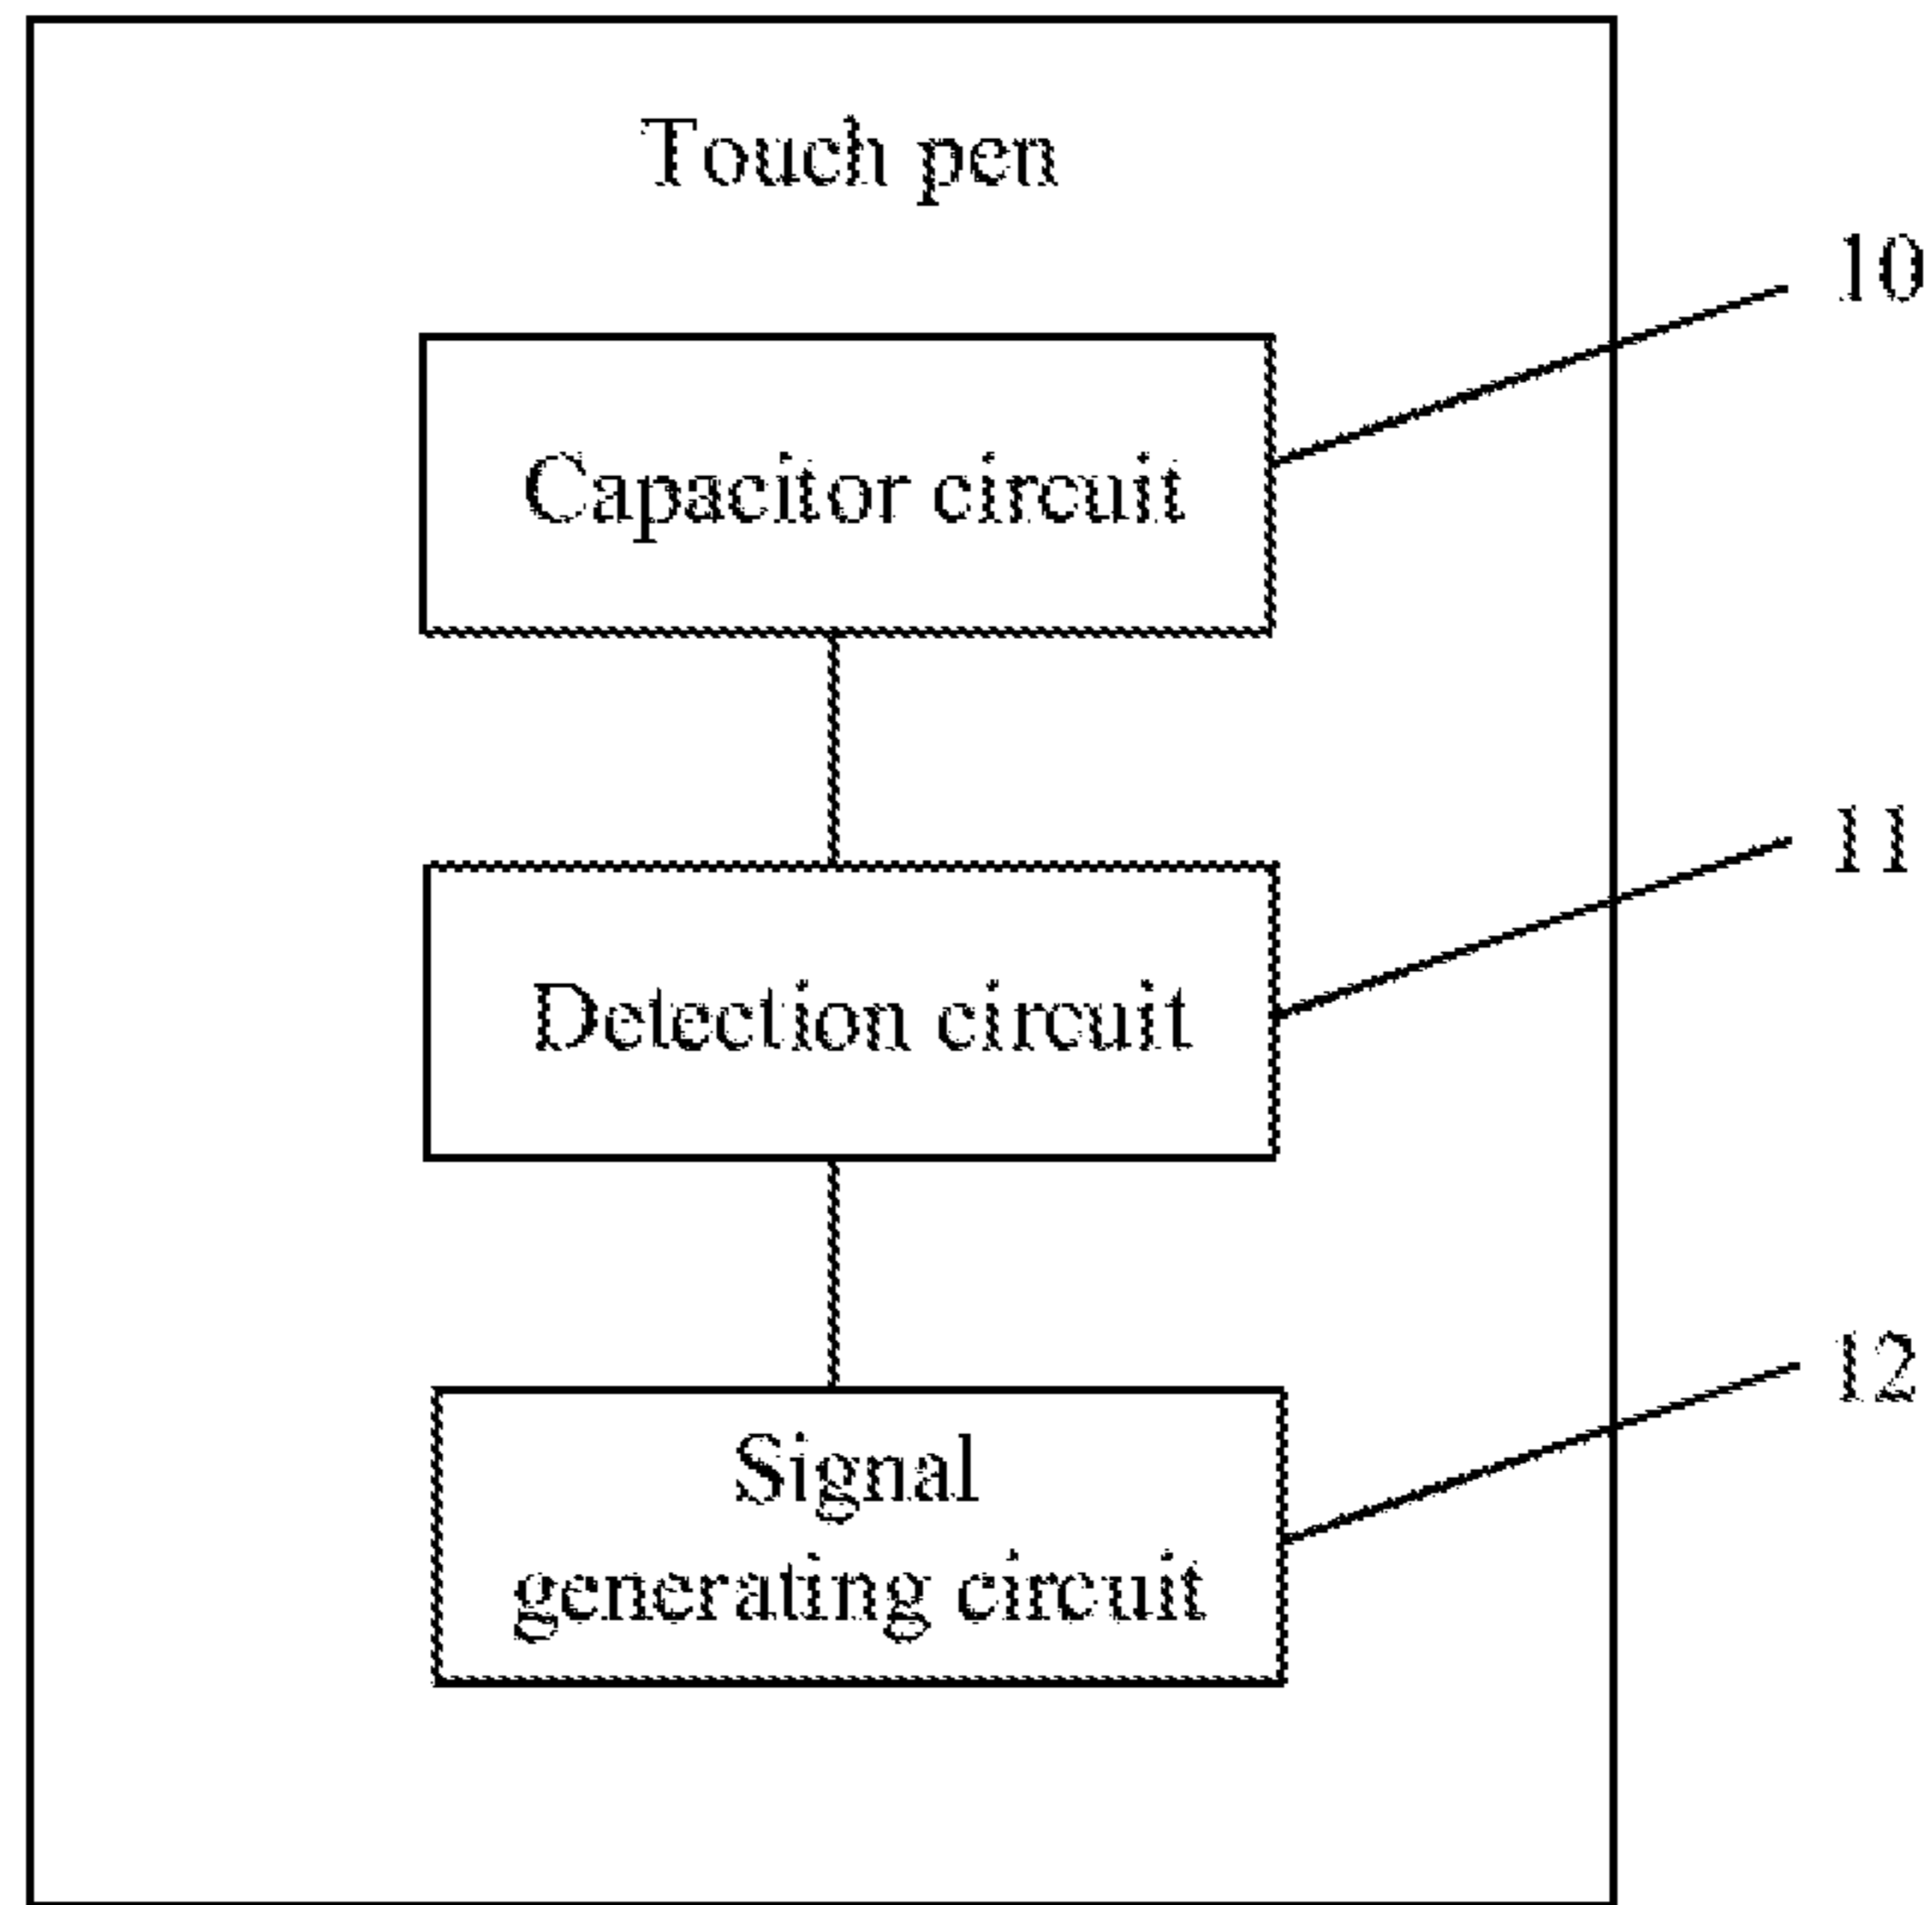 Touch pen
10
Capacitor circuit
11
Detection circuit
12
Signal
generating circuit